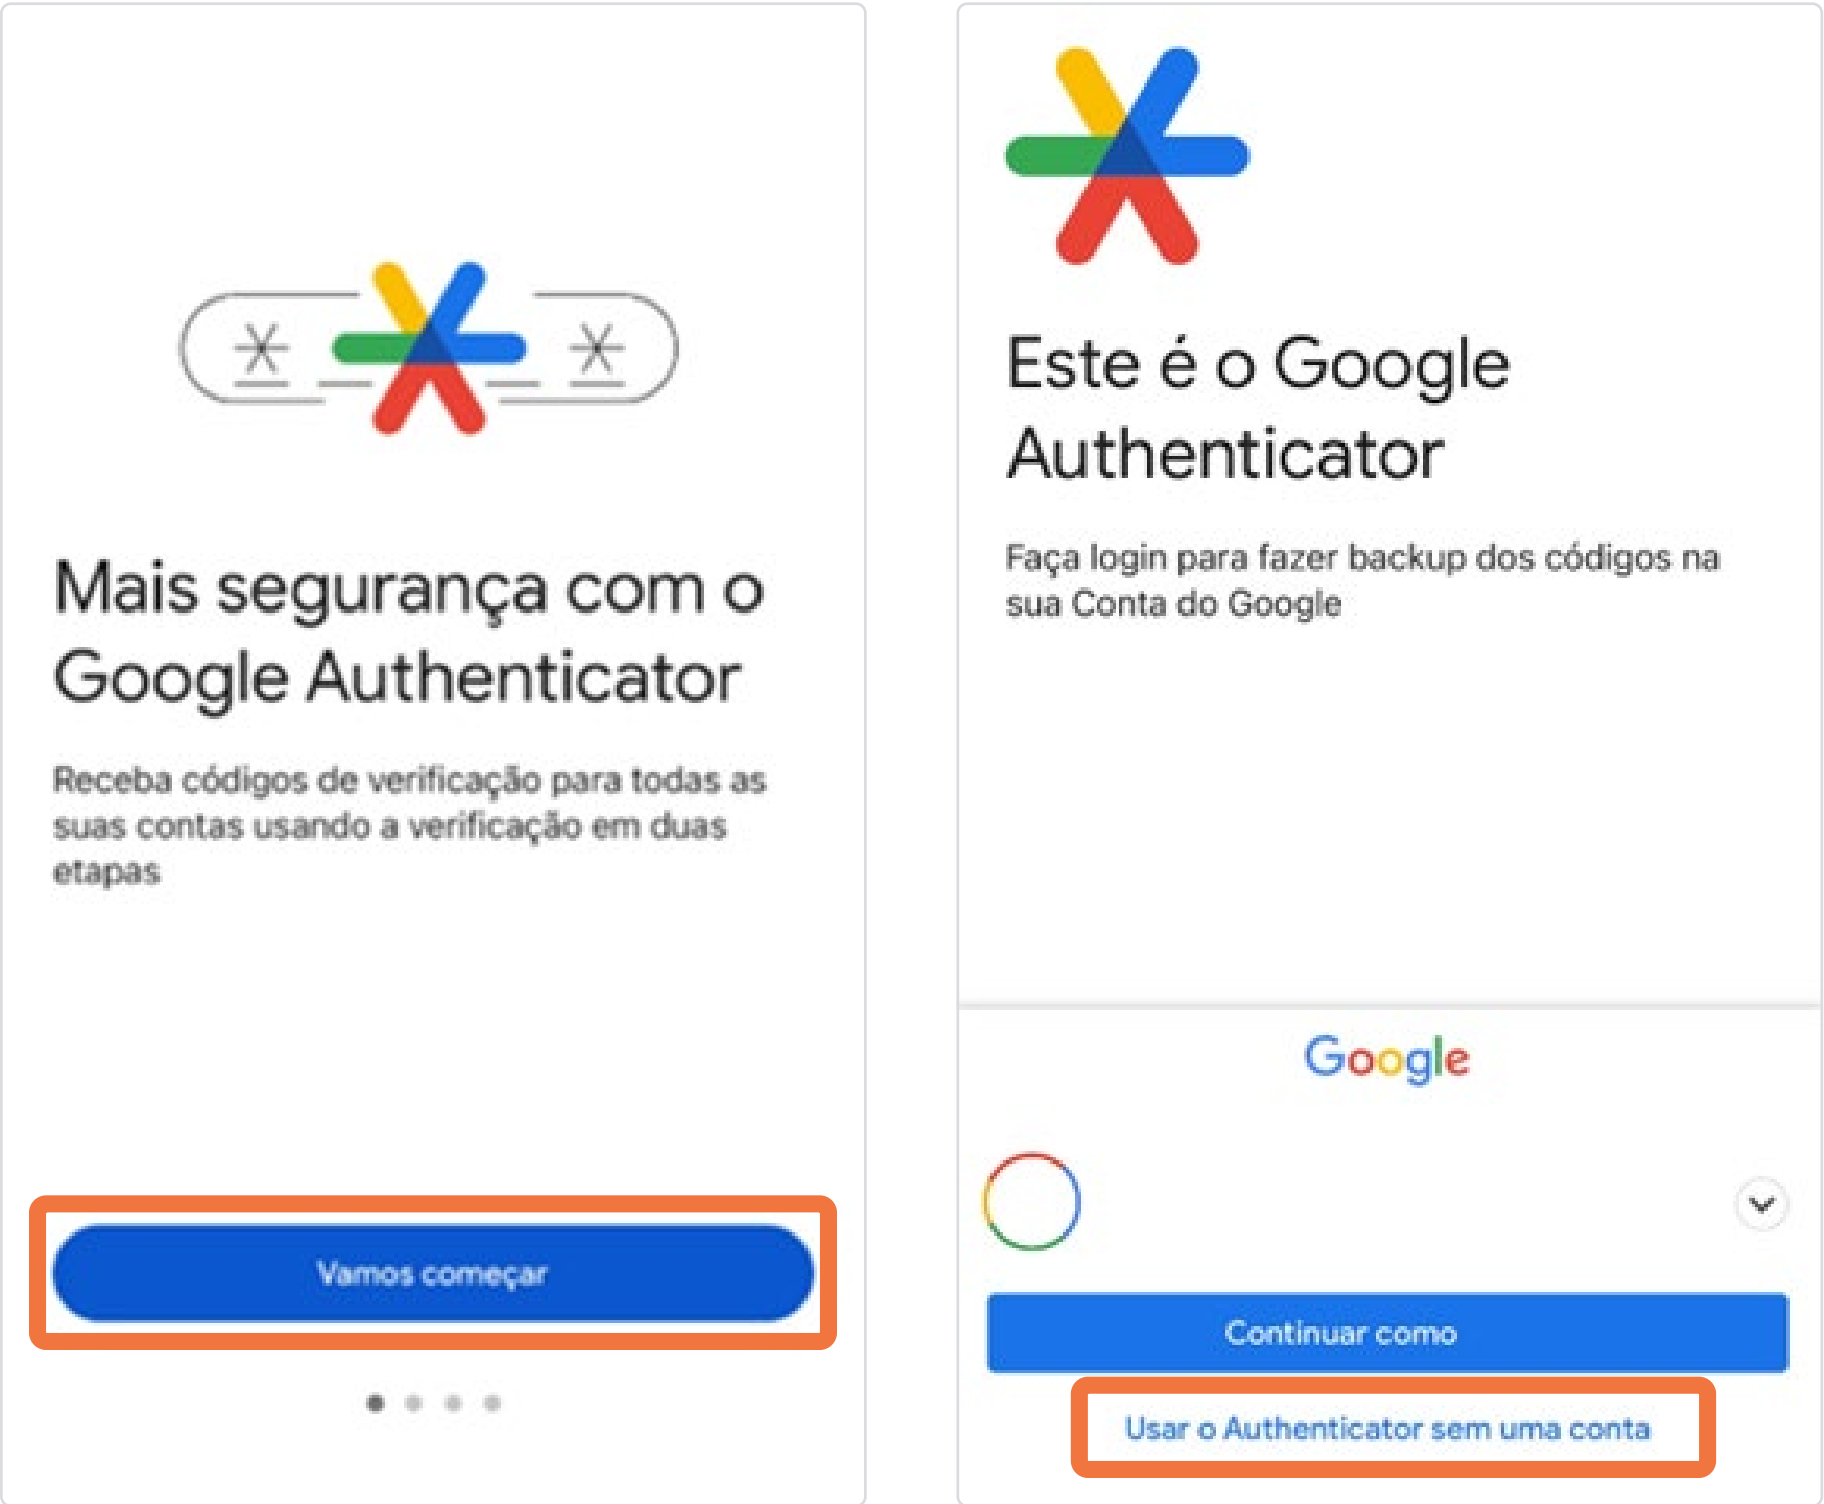 Mais segurança com o
Google Authenticator
Receba códigos de verificação para todas as
suas contas usando a verificação em duas
etapas
Vamos começar
Este é o Google
Authenticator
Faça login para fazer backup dos códigos na
sua Conta do Google
Google
Continuar como
Usar o Authenticator sem uma conta